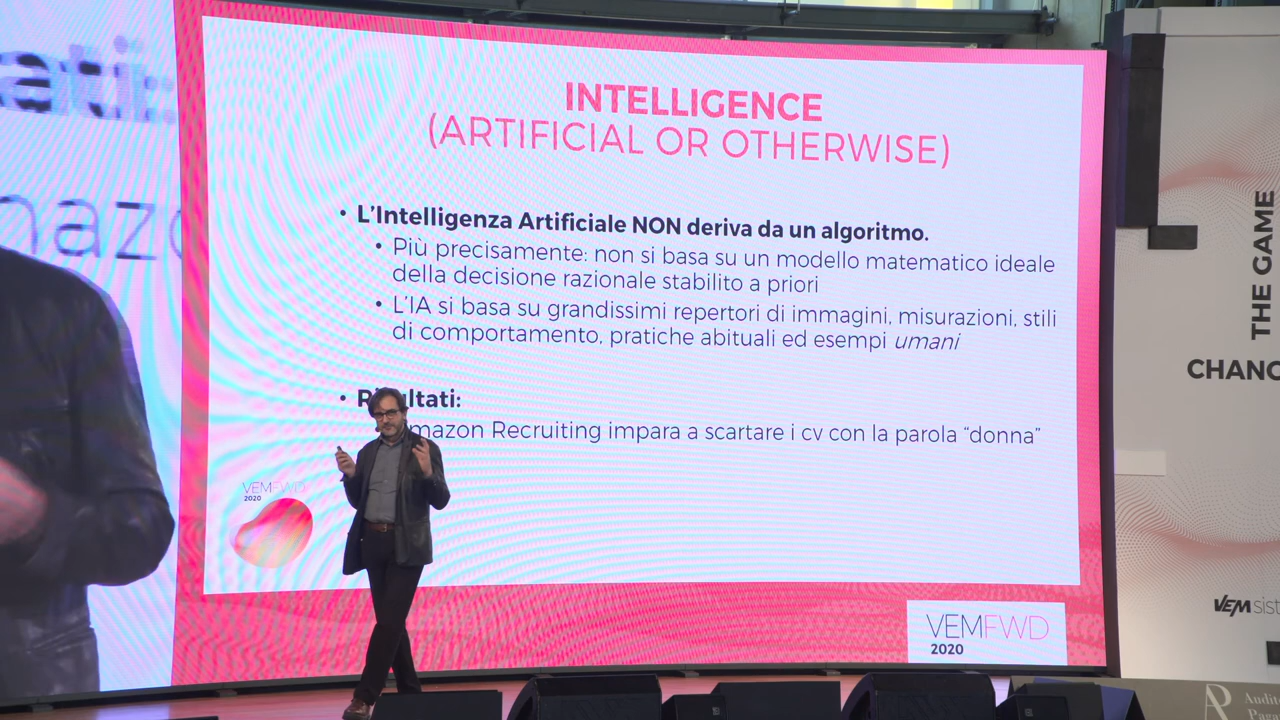 INTELLIGENCE
(ARTIFICIAL OR OTHERWISE)
• L'Intelligenza Artificiale NON deriva da un algoritmo.
• Più precisamente: non si basa su un modello matematico ideale
della decisione razionale stabilito a priori
• L'IA si basa su grandissimi repertori di immagini, misurazioni, stili
di comportamento, pratiche abituali ed esempi umani
• Risultati:
Amazon Recruiting impara a scartare i cv con la parola "donna"
VEMFWD
2020
VEMFWD
2020
THE GAME
CHANG
VEM sist